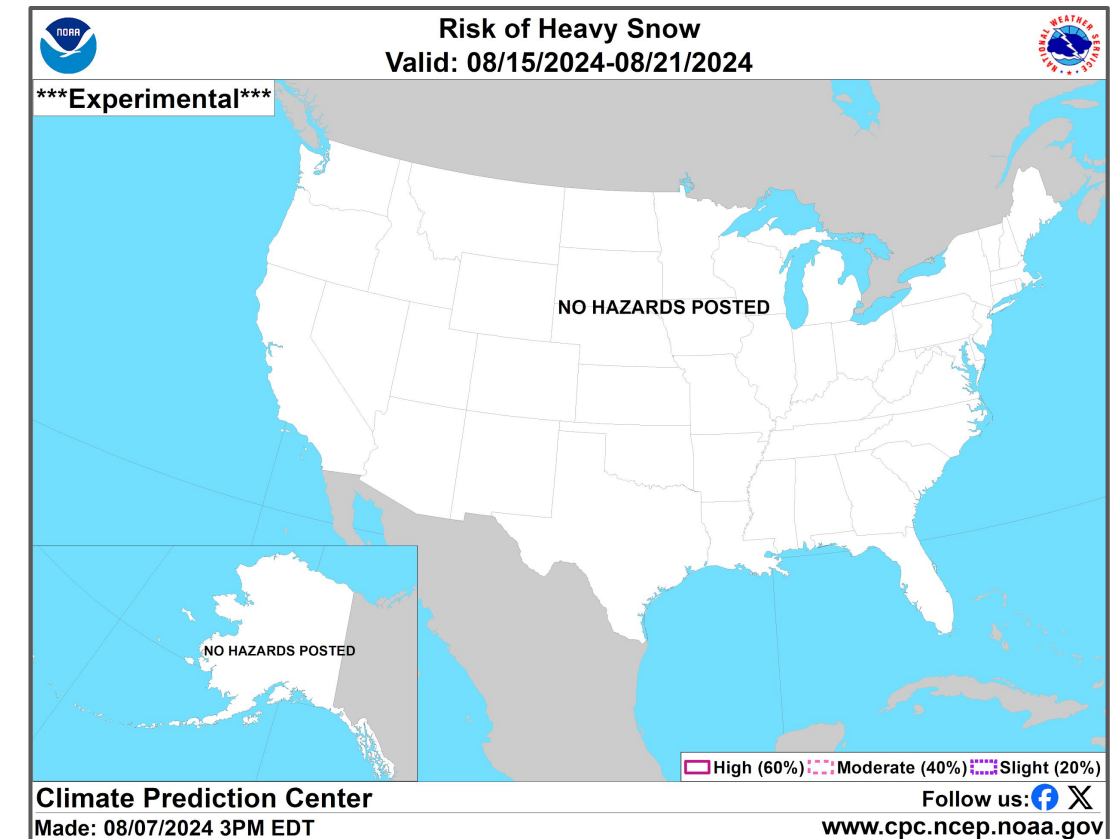 NOAA
Risk of Heavy Snow
Valid: 08/15/2024-08/21/2024
NATIONAL WEATHER SERVICE
***Experimental***
NO HAZARDS POSTED
NO HAZARDS POSTED
High (60%) Moderate (40%) Slight (20%)
Climate Prediction Center
Follow us:
Made: 08/07/2024 3PM EDT
www.cpc.ncep.noaa.gov